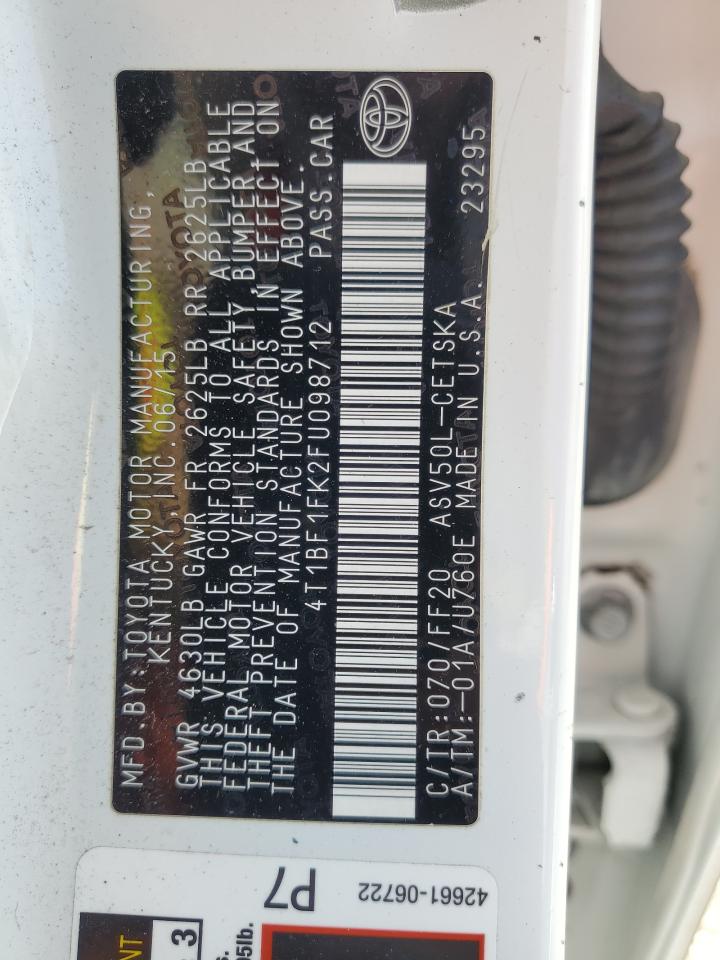 MFD.BY:TOYOTA MOTOR MANUFACTURING,
KENTUCKY,INC. 06/15
GVWR 4630LB GAWR FR 2625LB RR 2625LB
THIS VEHICLE CONFORMS TO ALL APPLICABLE
FEDERAL MOTOR VEHICLE SAFETY,BUMPER,AND
THEFT PREVENTION STANDARDS IN EFFECT ON
THE DATE OF MANUFACTURE SHOWN ABOVE.
4T1BF1FK2FU098712 PASS.CAR
C/TR:070/FF20 ASV50L-CETSKA
A/TM:-01A/U760E MADE IN U.S.A. 23295
P7
42661-06722
3